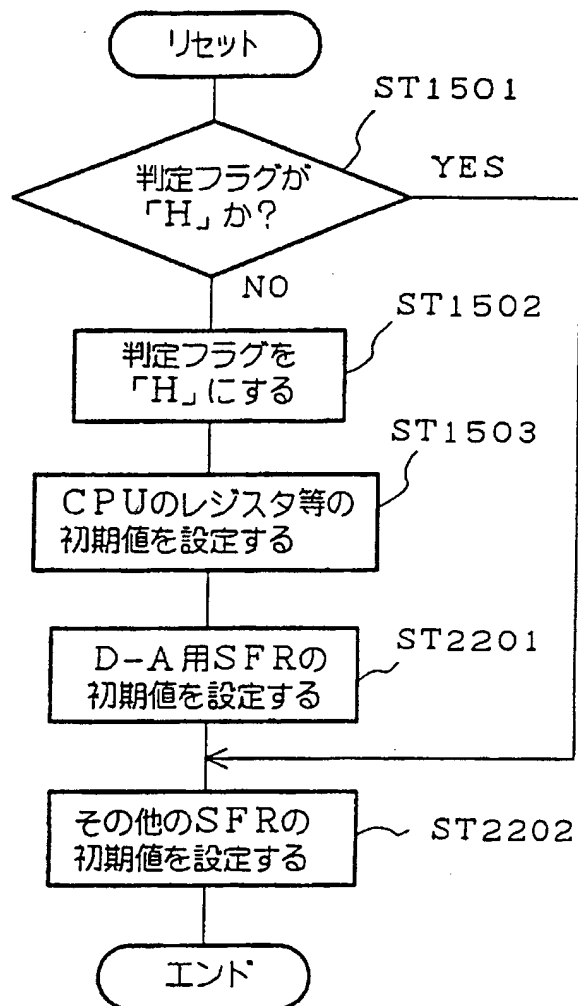 リセット
ST1501
判定フラグが
「H」か?
YES
NO
ST1502
判定フラグを
「H」にする
ST1503
CPUのレジスタ等の
初期値を設定する
ST2201
D-A用SFRの
初期値を設定する
その他のSFRの
初期値を設定する
ST2202
エンド